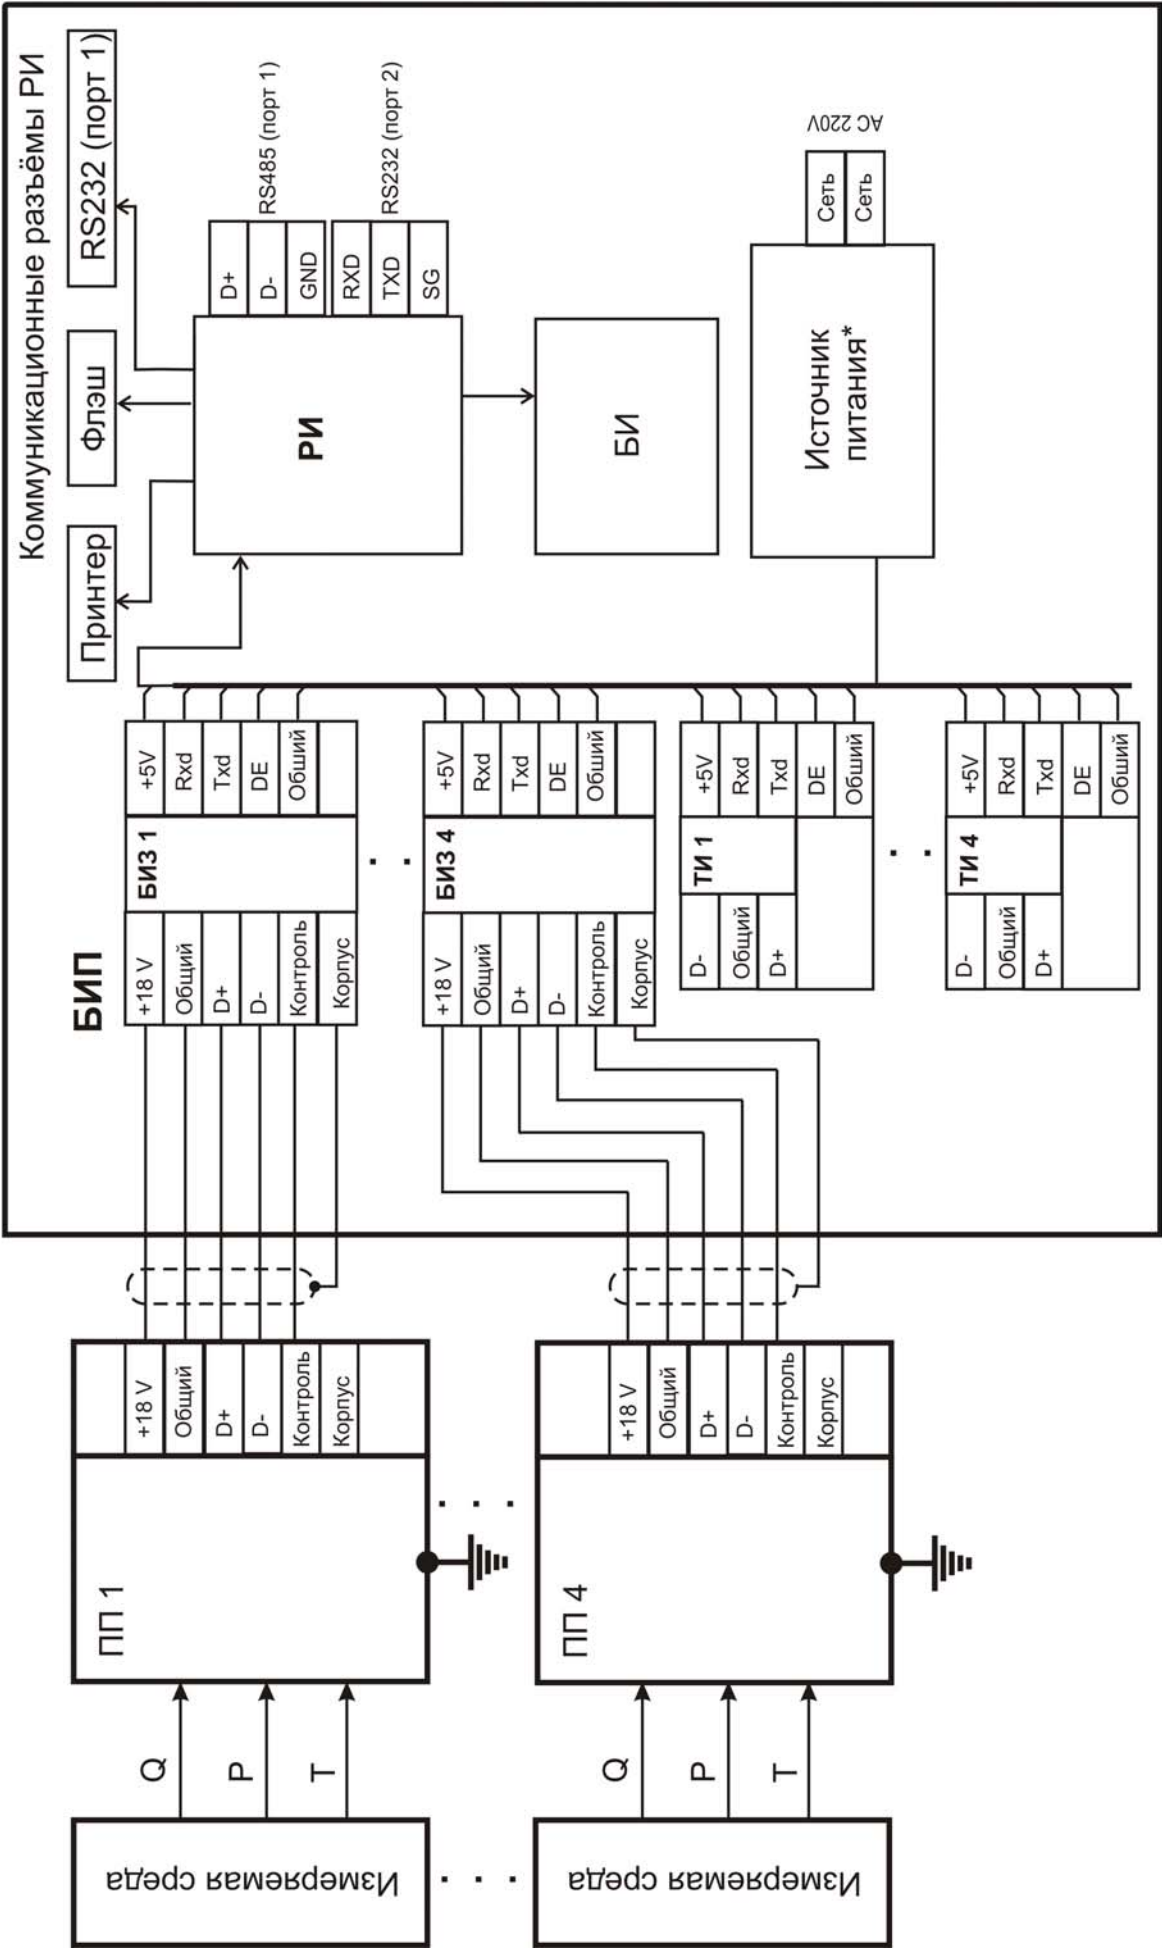 Коммуникационные разъёмы РИ
Принтер
Флэш
RS232 (порт 1)
БИП
+18 V
Общий
D+
D-
Контроль
Корпус
БИЗ 1
+5V
Rxd
Txd
DE
Обший
РИ
D+
D-
GND
RS485 (порт 1)
RXD
TXD
SG
RS232 (порт 2)
+18 V
Общий
D+
D-
Контроль
Корпус
БИЗ 4
+5V
Rxd
Txd
DE
Обший
БИ
D-
Общий
D+
ТИ 1
+5V
Rxd
Txd
DE
Обший
Источник
питания*
Сеть
Сеть
AC 220V
D-
Общий
D+
ТИ 4
+5V
Rxd
Txd
DE
Обший
Измеряемая среда
Q
P
T
ПП 1
+18 V
Общий
D+
D-
Контроль
Корпус
Измеряемая среда
Q
P
T
ПП 4
+18 V
Общий
D+
D-
Контроль
Корпус